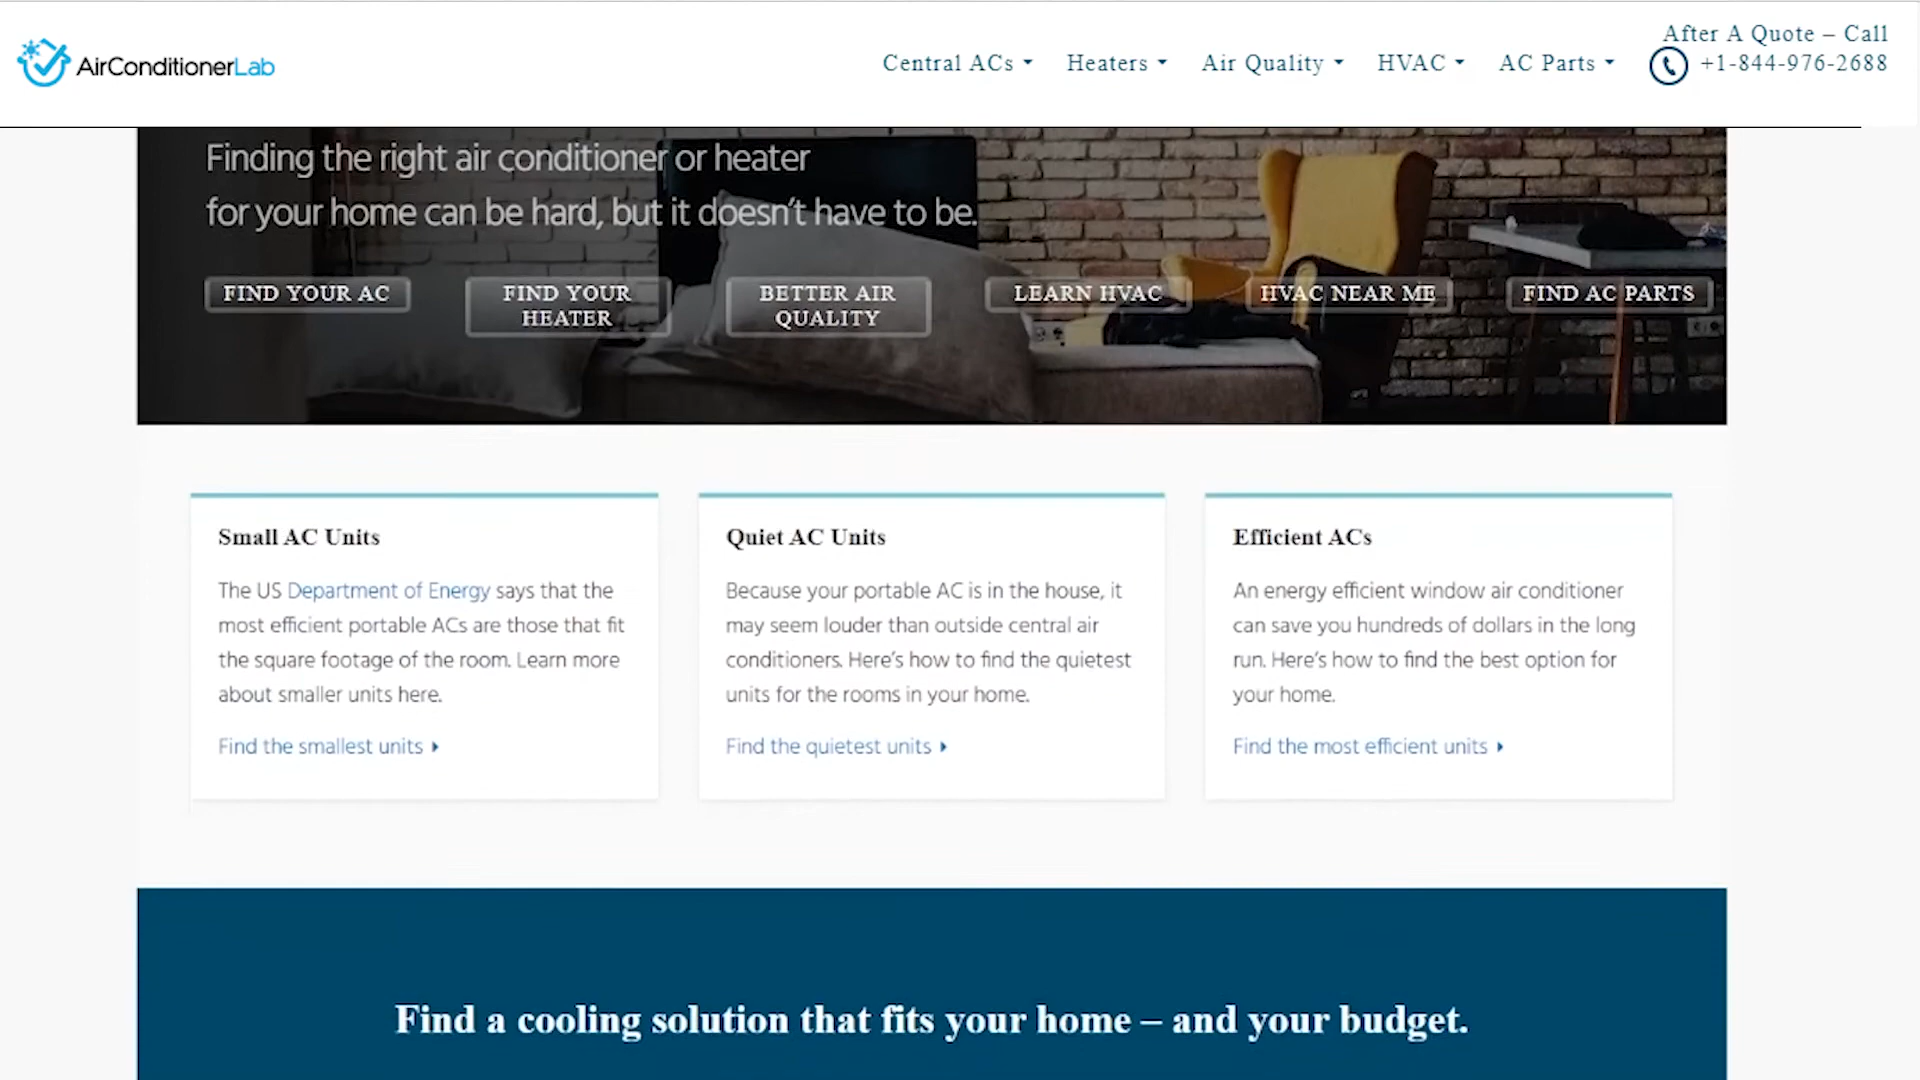 AirConditionerLab
Central ACs
Heaters
Air Quality
HVAC
AC Parts
After A Quote – Call
+1-844-976-2688
Finding the right air conditioner or heater
for your home can be hard, but it doesn't have to be.
FIND YOUR AC
FIND YOUR
HEATER
BETTER AIR
QUALITY
LEARN HVAC
HVAC NEAR ME
FIND AC PARTS
Small AC Units
The US Department of Energy says that the
most efficient portable ACs are those that fit
the square footage of the room. Learn more
about smaller units here.
Find the smallest units
Quiet AC Units
Because your portable AC is in the house, it
may seem louder than outside central air
conditioners. Here's how to find the quietest
units for the rooms in your home.
Find the quietest units
Efficient ACs
An energy efficient window air conditioner
can save you hundreds of dollars in the long
run. Here's how to find the best option for
your home.
Find the most efficient units
Find a cooling solution that fits your home – and your budget.